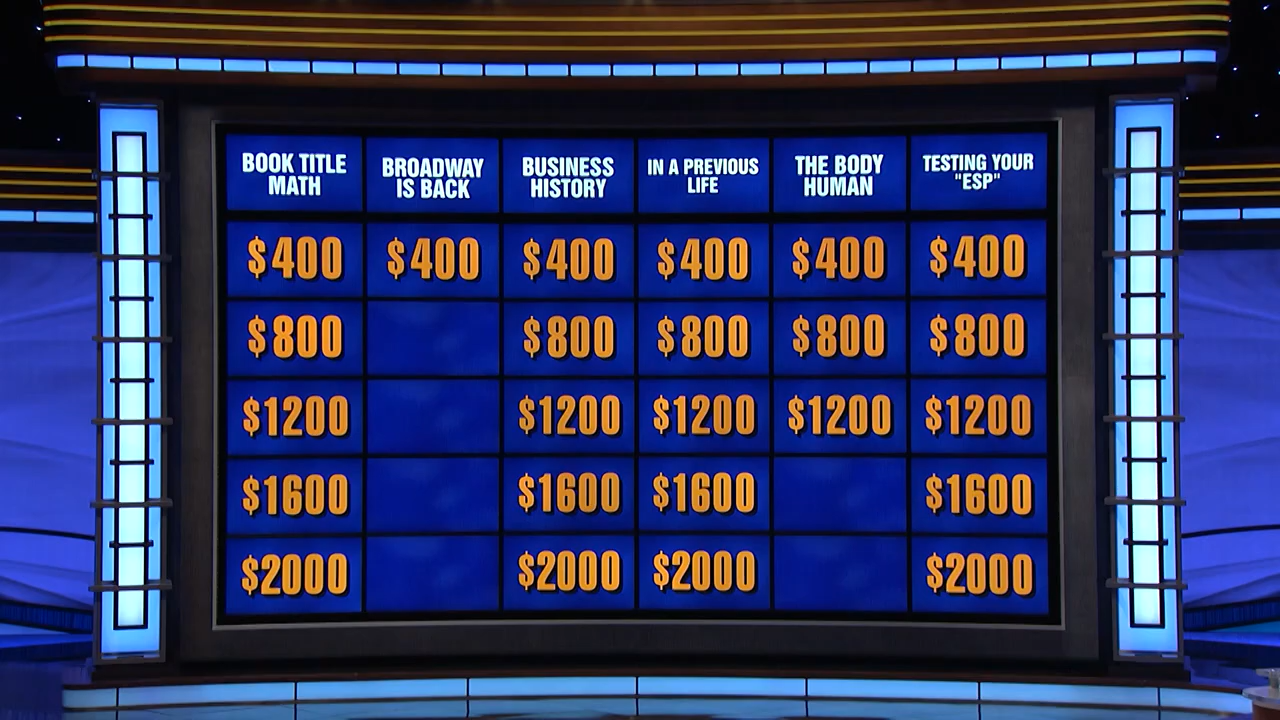 BOOK TITLE
MATH
BROADWAY
IS BACK
BUSINESS
HISTORY
IN A PREVIOUS
LIFE
THE BODY
HUMAN
TESTING YOUR
"ESP"
$400 $400 $400 $400 $400 $400
$800 $800 $800 $800 $800
$1200 $1200 $1200 $1200 $1200
$1600 $1600 $1600 $1600
$2000 $2000 $2000 $2000